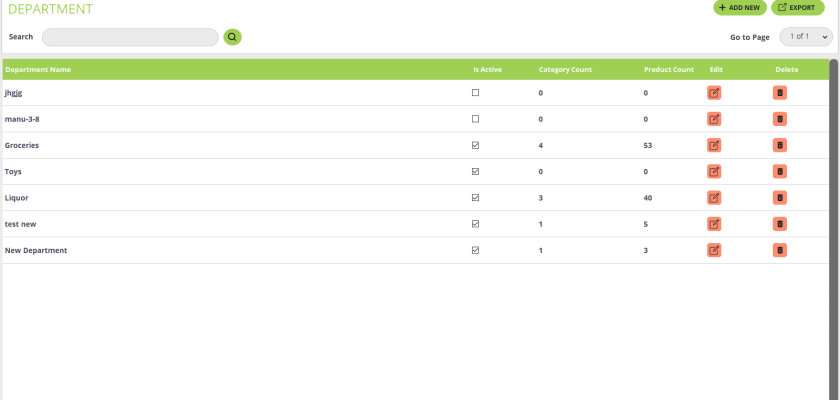 DEPARTMENT
ADD NEW EXPORT
Search Go to Page 1 of 1
Department Name Is Active Category Count Product Count Edit Delete
jhgjg 0 0
manu-3-8 0 0
Groceries 4 53
Toys 0 0
Liquor 3 40
test new 1 5
New Department 1 3